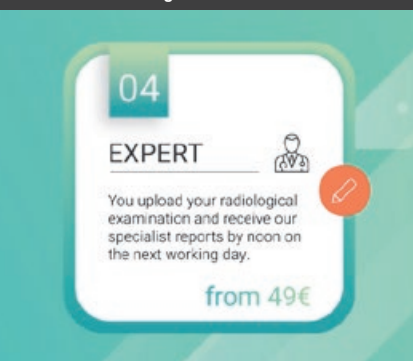 04
EXPERT
You upload your radiological
examination and receive our
specialist reports by noon on
the next working day.
from 49€